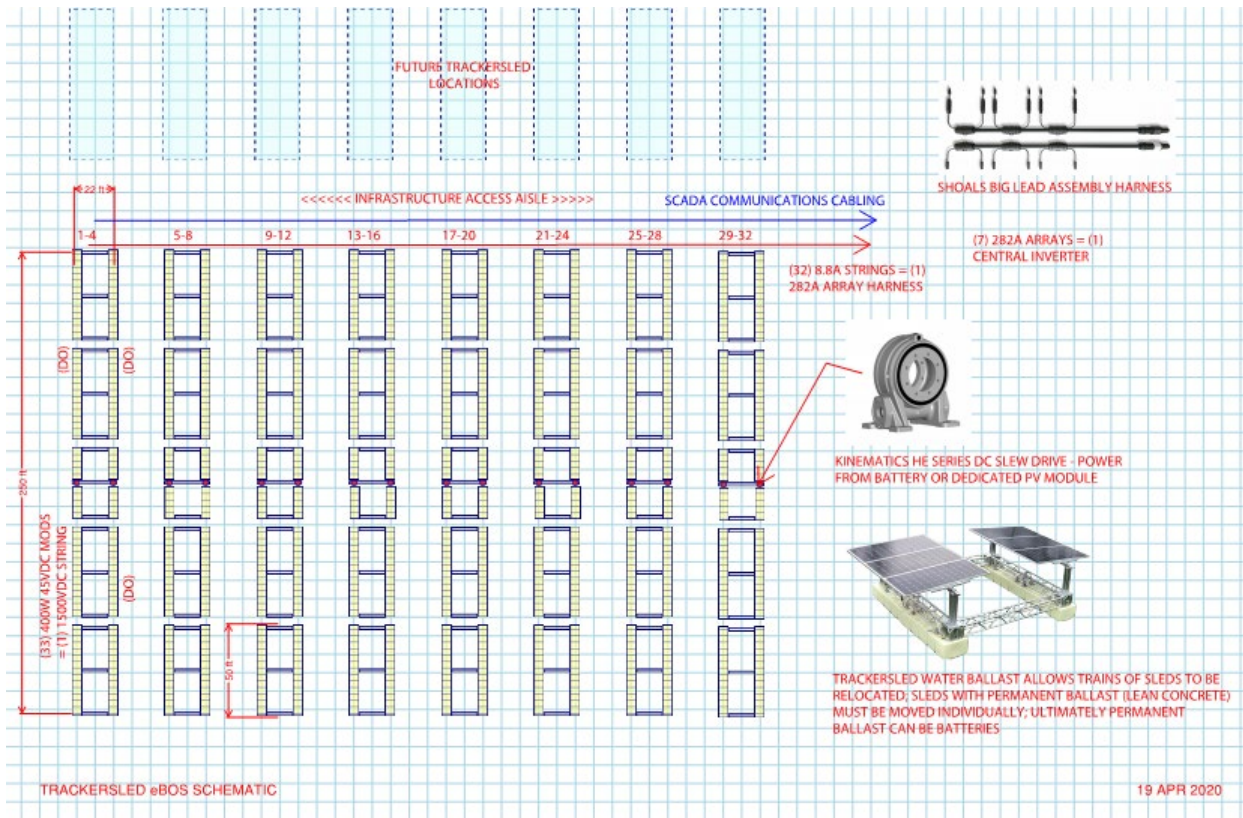 FUTURE TRACKERSLED
LOCATIONS
SHOALS BIG LEAD ASSEMBLY HARNESS
22 ft
<<<<<< INFRASTRUCTURE ACCESS AISLE >>>>>
SCADA COMMUNICATIONS CABLING
1-4
5-8
9-12
13-16
17-20
21-24
25-28
29-32
(7) 282A ARRAYS = (1)
CENTRAL INVERTER
(32) 8.8A STRINGS = (1)
282A ARRAY HARNESS
(DO)
(DO)
250 ft
KINEMATICS HE SERIES DC SLEW DRIVE - POWER
FROM BATTERY OR DEDICATED PV MODULE
(33) 400W 45VDC MODS
= (1) 1500VDC STRING
(DO)
50 ft
TRACKERSLED WATER BALLAST ALLOWS TRAINS OF SLEDS TO BE
RELOCATED; SLEDS WITH PERMANENT BALLAST (LEAN CONCRETE)
MUST BE MOVED INDIVIDUALLY; ULTIMATELY PERMANENT
BALLAST CAN BE BATTERIES
TRACKERSLED eBOS SCHEMATIC
19 APR 2020